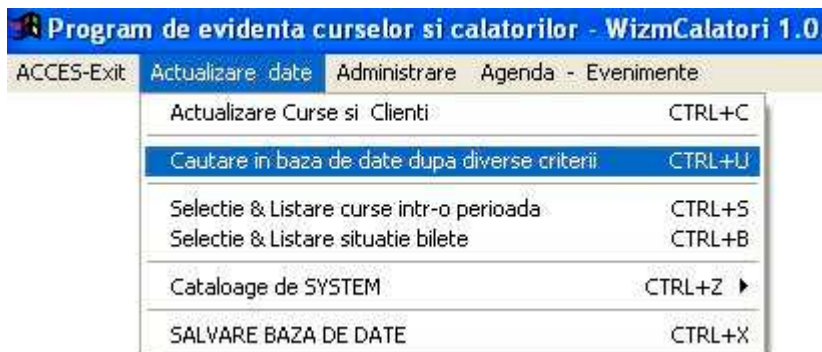 Program de evidenta curselor si calatorilor - WizmCalatori 1.0
ACCES-Exit Actualizare date Administrare Agenda - Evenimente
Actualizare Curse si Clienti CTRL+C
Cautare in baza de date dupa diverse criterii CTRL+U
Selectie & Listare curse intr-o perioada CTRL+S
Selectie & Listare situatie bilete CTRL+B
Cataloage de SYSTEM CTRL+Z
SALVARE BAZA DE DATE CTRL+X